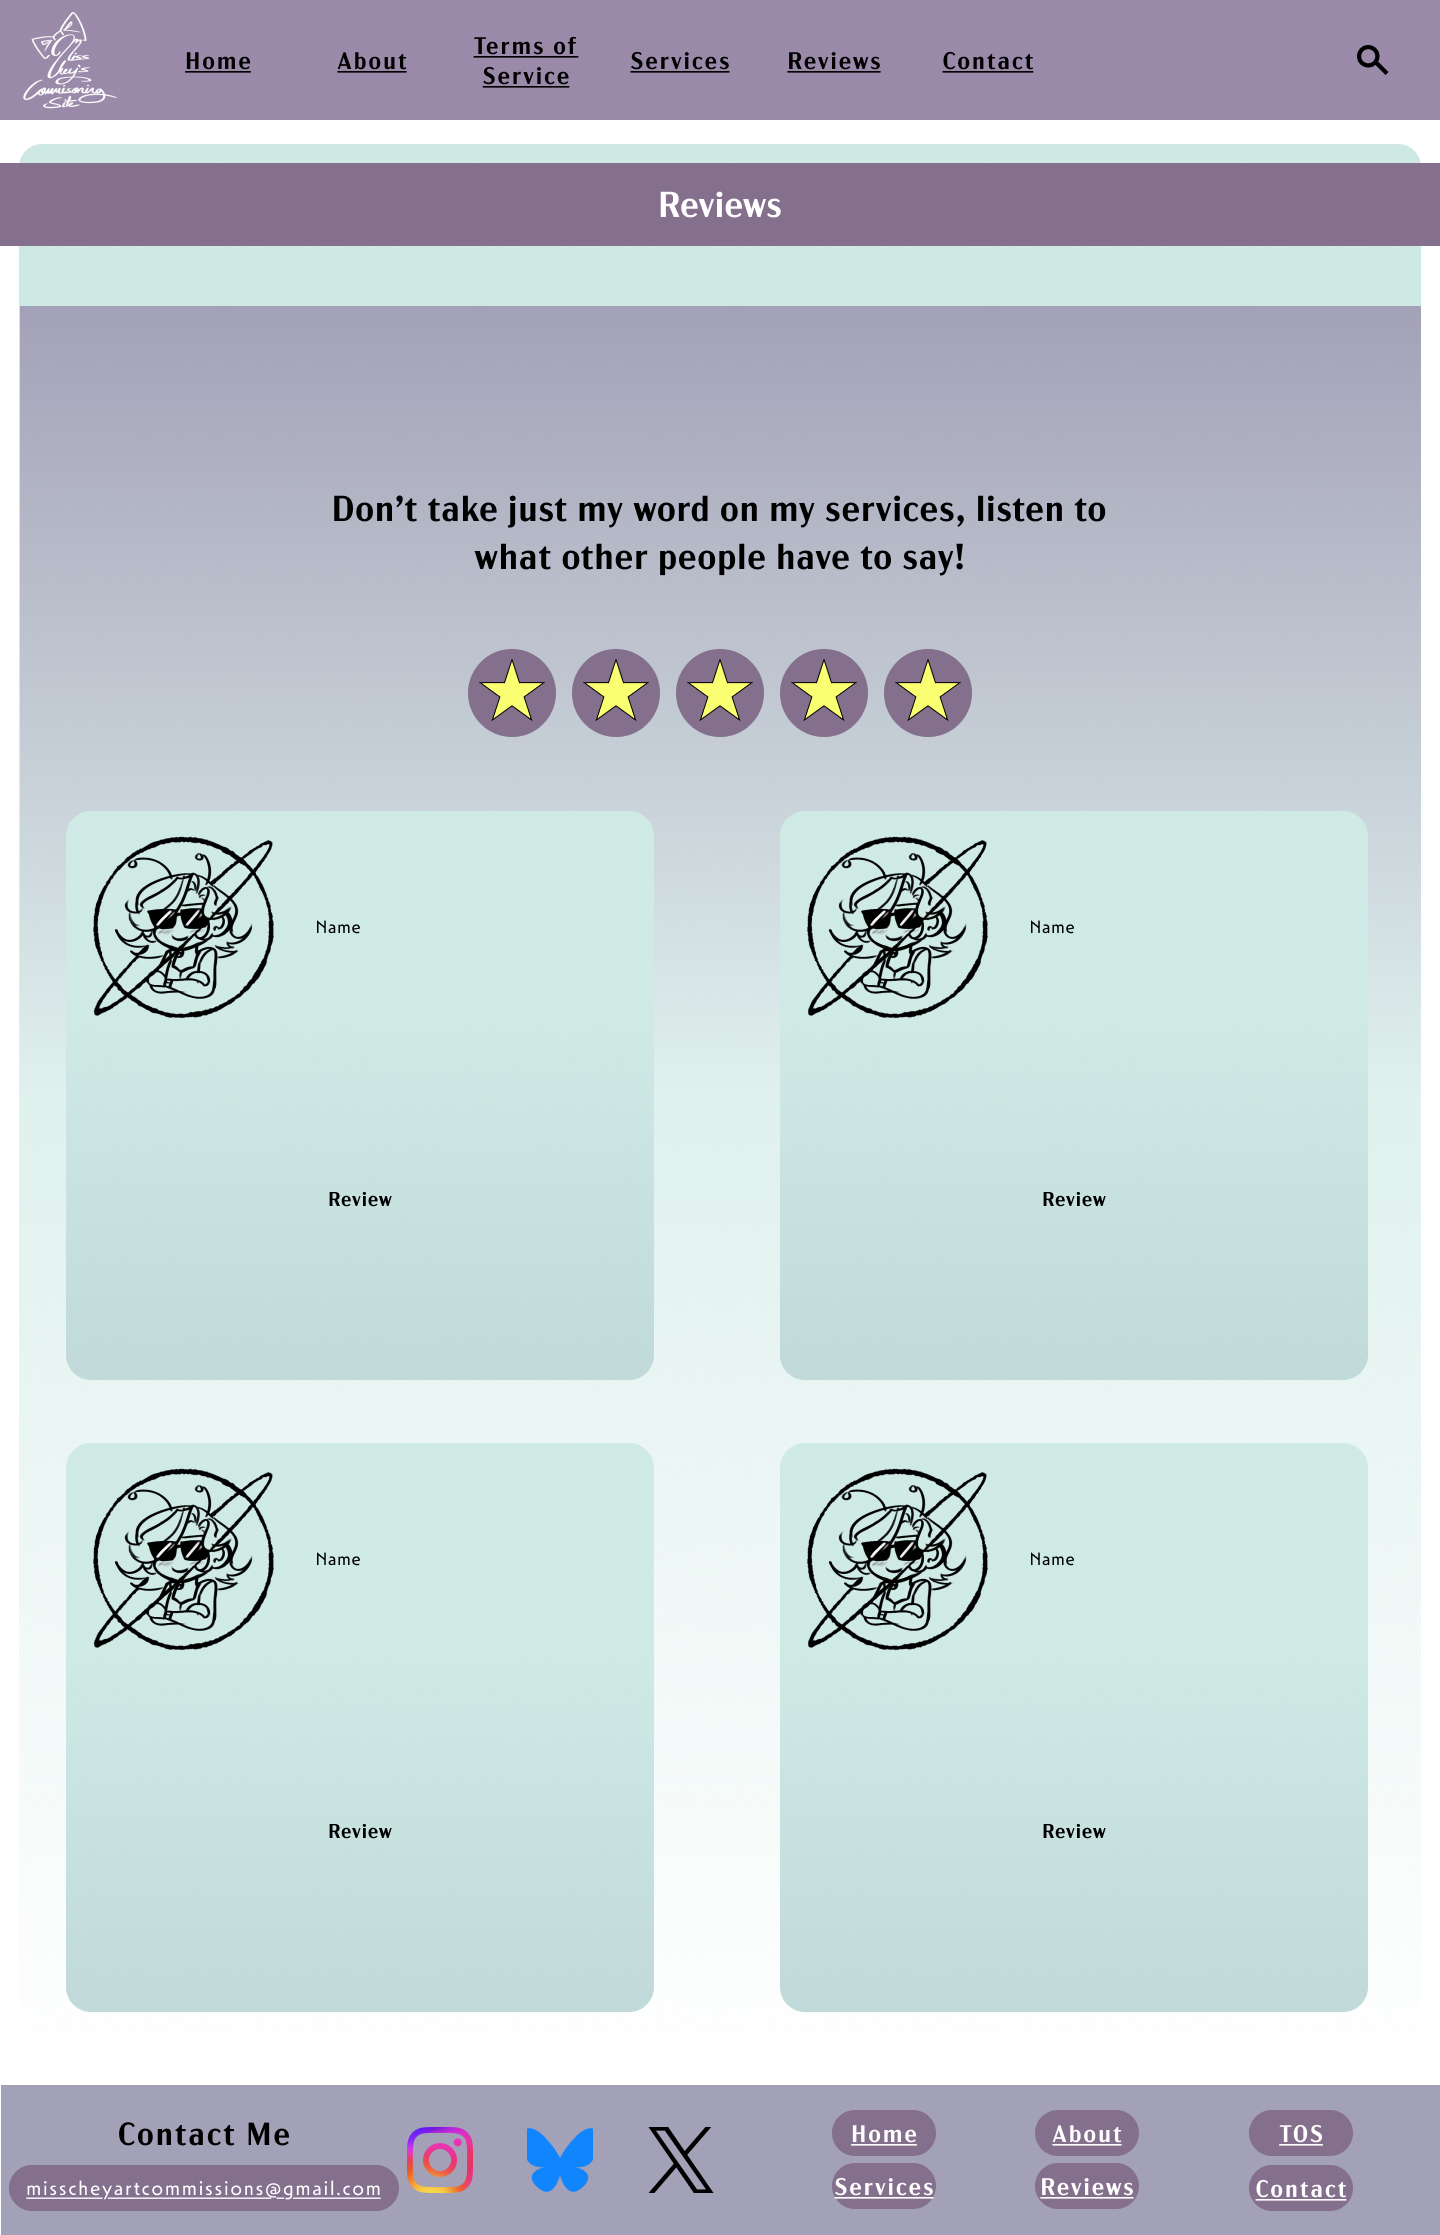 Miss
Chey's
Commissoning
Site
Home
About
Terms of
Service
Services
Reviews
Contact
Reviews
Don’t take just my word on my services, listen to
what other people have to say!
Name
Name
Review
Review
Name
Name
Review
Review
Contact Me
misscheyartcommissions@gmail.com
Home
About
TOS
Services
Reviews
Contact